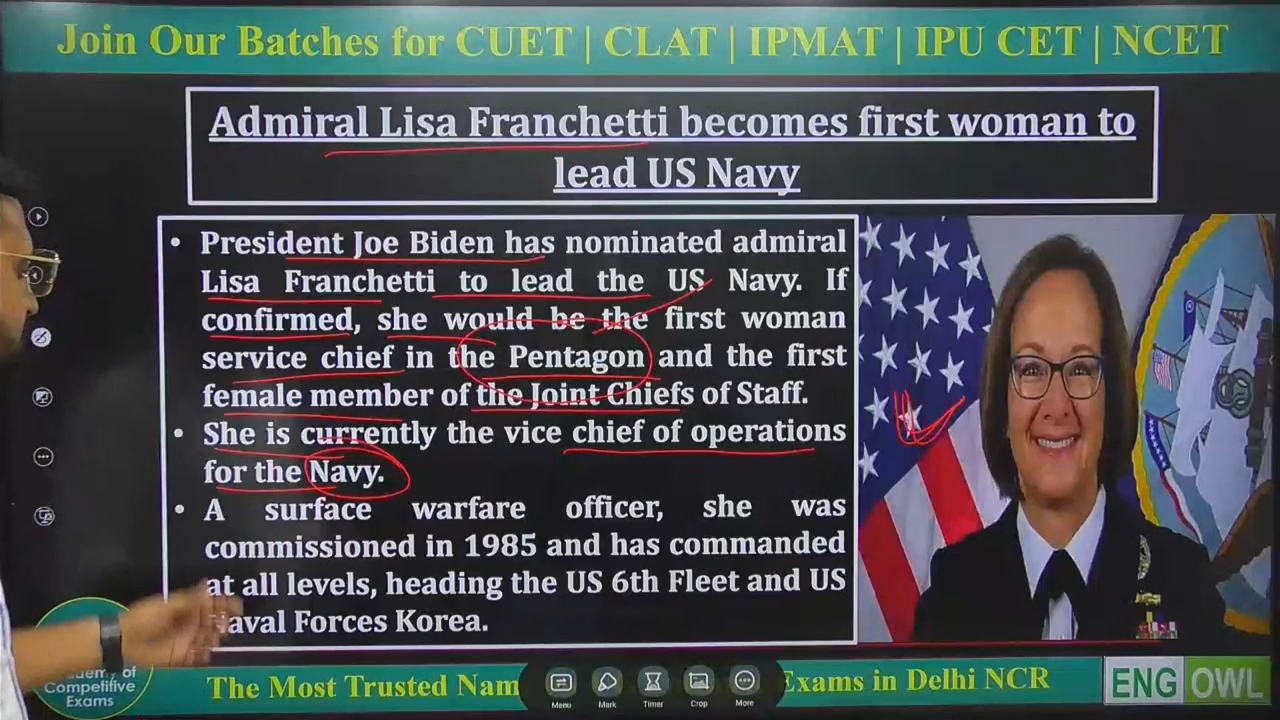 Join Our Batches for CUET | CLAT | IPMAT | IPU CET | NCET
Admiral Lisa Franchetti becomes first woman to
lead US Navy
• President Joe Biden has nominated admiral
Lisa Franchetti to lead the US Navy. If
confirmed, she would be the first woman
service chief in the Pentagon and the first
female member of the Joint Chiefs of Staff.
• She is currently the vice chief of operations
for the Navy.
• A surface warfare officer, she was
commissioned in 1985 and has commanded
at all levels, heading the US 6th Fleet and US
Naval Forces Korea.
of
Competitive
Exams
The Most Trusted Exams in Delhi NCR
Menu Mark Timer Crop More
ENG OWL